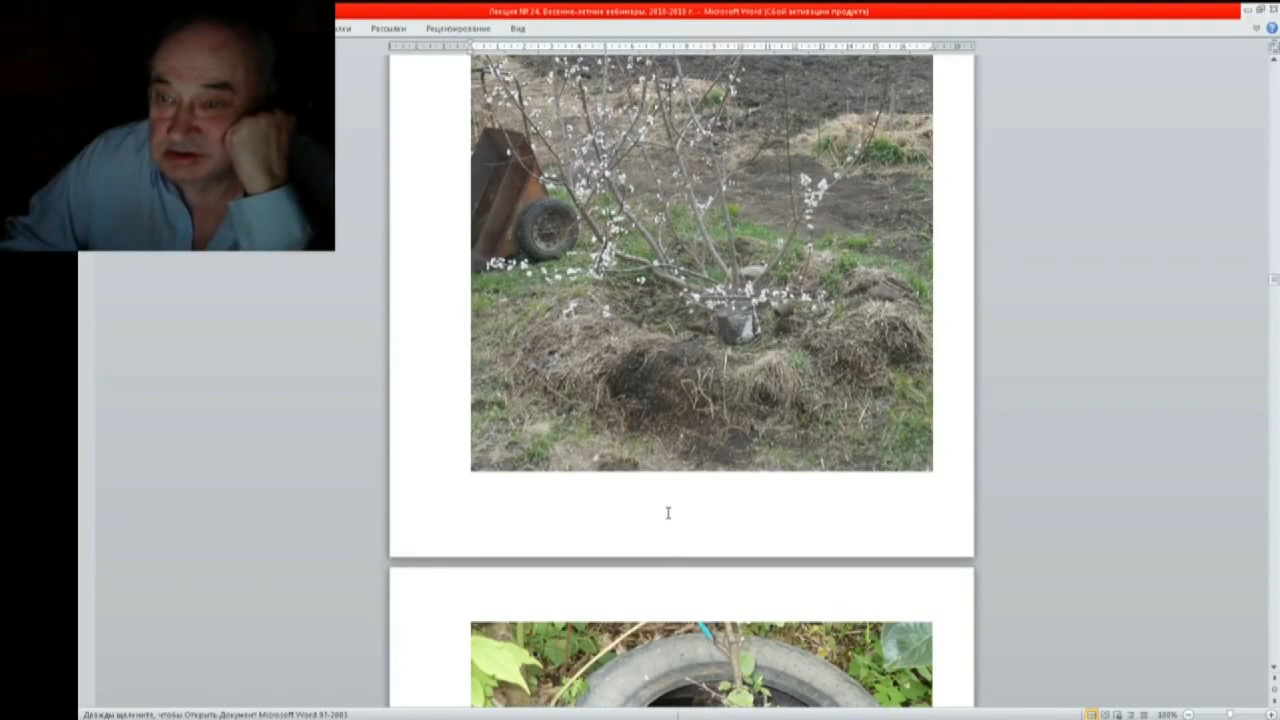 Лекция № 24. Весенне-летние вебинары, 2018-2019 г. - Microsoft Word (Сбой активации продукта)
Рассылки Рецензирование Вид
Дважды щелкните, чтобы Открыть Документ Microsoft Word 97-2003
100%